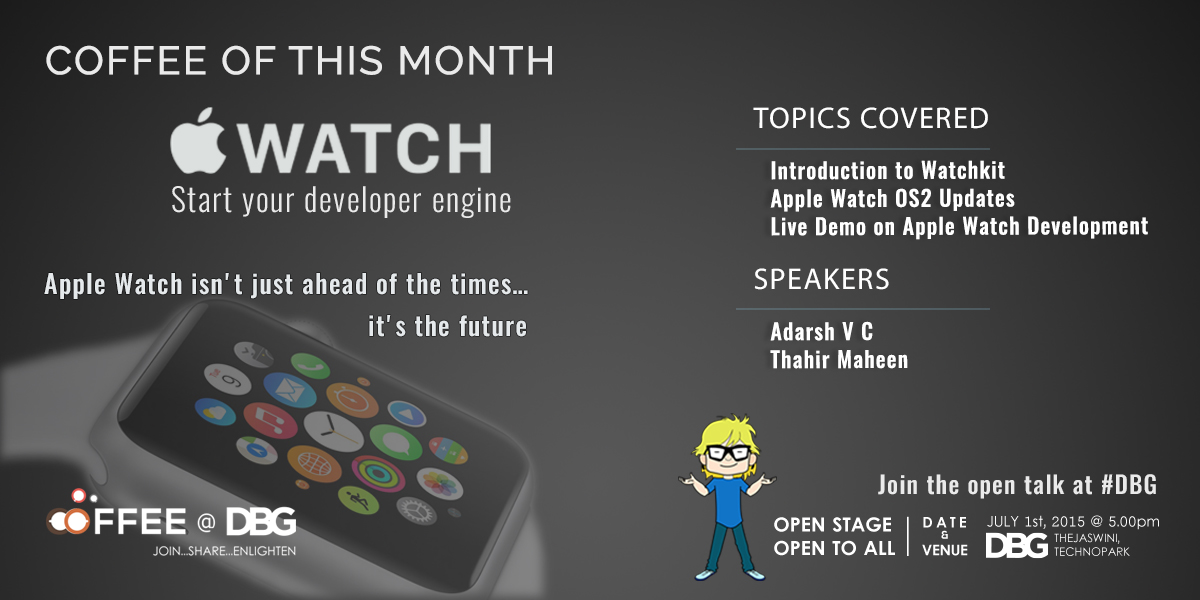 COFFEE OF THIS MONTH
WATCH
Start your developer engine
Apple Watch isn't just ahead of the times...
it's the future
TOPICS COVERED
Introduction to Watchkit
Apple Watch OS2 Updates
Live Demo on Apple Watch Development
SPEAKERS
Adarsh V C
Thahir Maheen
9
COFFEE @ DBG
JOIN...SHARE...ENLIGHTEN
Join the open talk at #DBG
OPEN STAGE
OPEN TO ALL
DATE
&
VENUE
JULY 1st, 2015 @ 5.00pm
DBG THEJASWINI,
TECHNOPARK